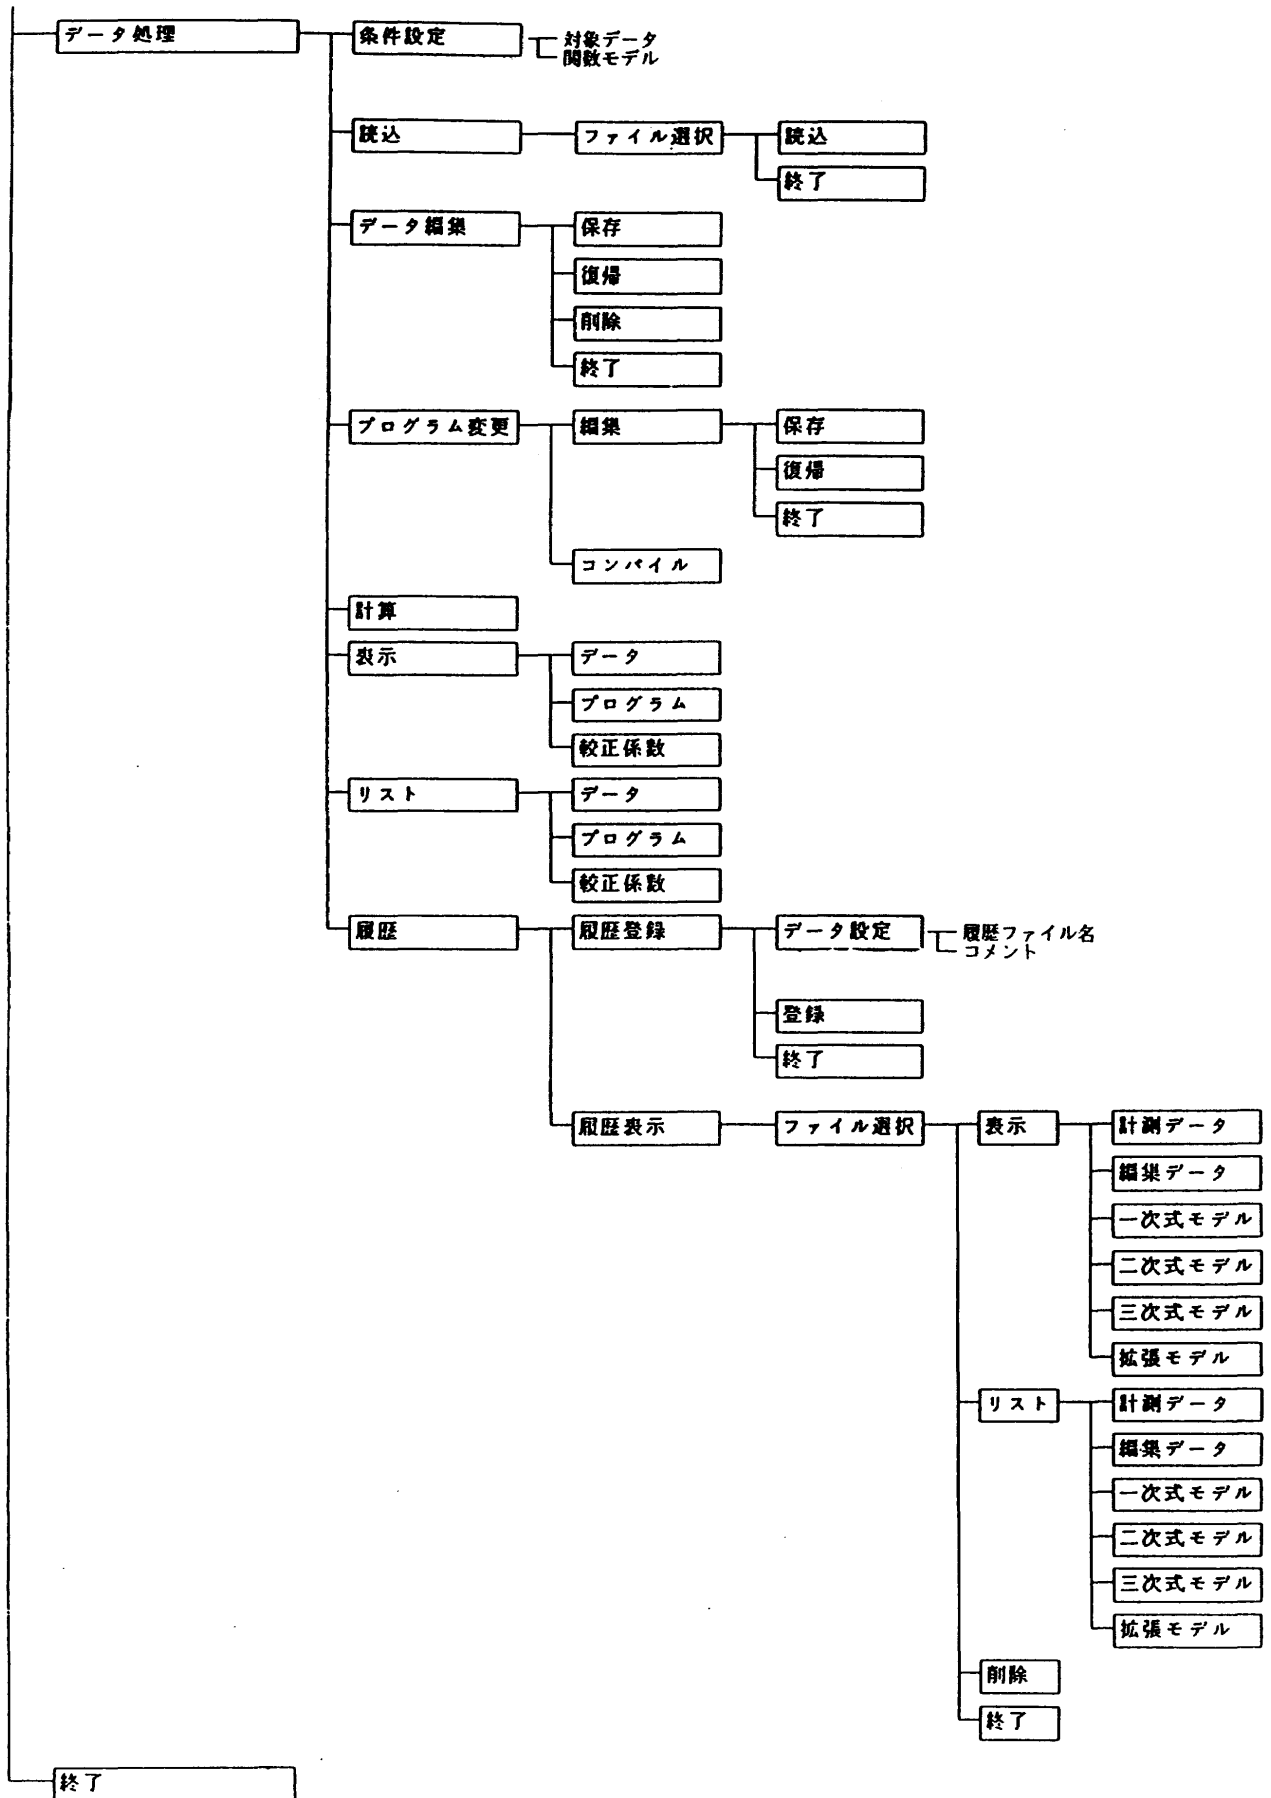 データ処理
条件設定
対象データ
関数モデル
読込
ファイル選択
読込
終了
データ編集
保存
復帰
削除
終了
プログラム変更
編集
保存
復帰
終了
コンパイル
計算
表示
データ
プログラム
較正係数
リスト
データ
プログラム
較正係数
履歴
履歴登録
データ設定
履歴ファイル名
コメント
登録
終了
履歴表示
ファイル選択
表示
計測データ
編集データ
一次式モデル
二次式モデル
三次式モデル
拡張モデル
リスト
計測データ
編集データ
一次式モデル
二次式モデル
三次式モデル
拡張モデル
削除
終了
終了